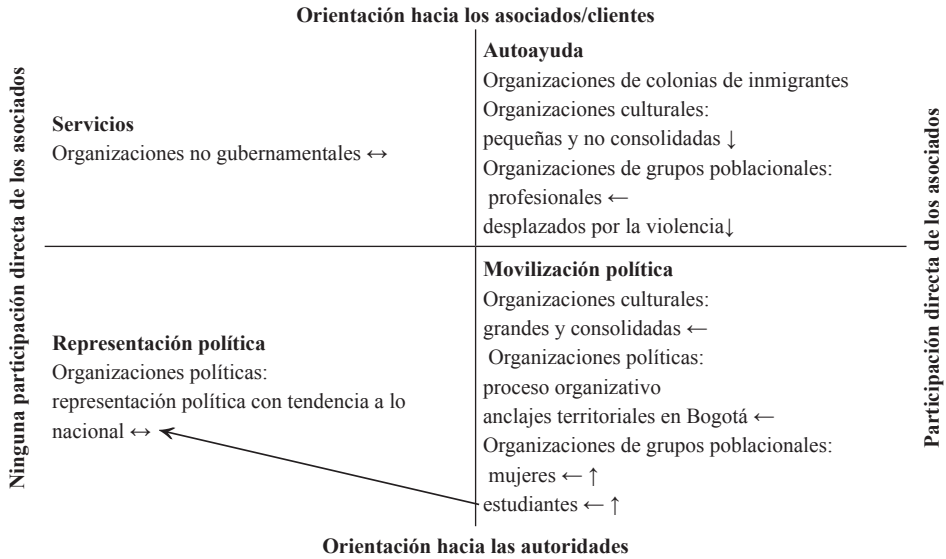 Orientación hacia los asociados/clientes
Ninguna participación directa de los asociados
Servicios
Organizaciones no gubernamentales ↔
Autoayuda
Organizaciones de colonias de inmigrantes
Organizaciones culturales:
pequeñas y no consolidadas ↓
Organizaciones de grupos poblacionales:
profesionales ←
desplazados por la violencia↓
Representación política
Organizaciones políticas:
representación política con tendencia a lo
nacional ↔
Movilización política
Organizaciones culturales:
grandes y consolidadas ←
Organizaciones políticas:
proceso organizativo
anclajes territoriales en Bogotá ←
Organizaciones de grupos poblacionales:
mujeres ← ↑
estudiantes ← ↑
Participación directa de los asociados
Orientación hacia las autoridades